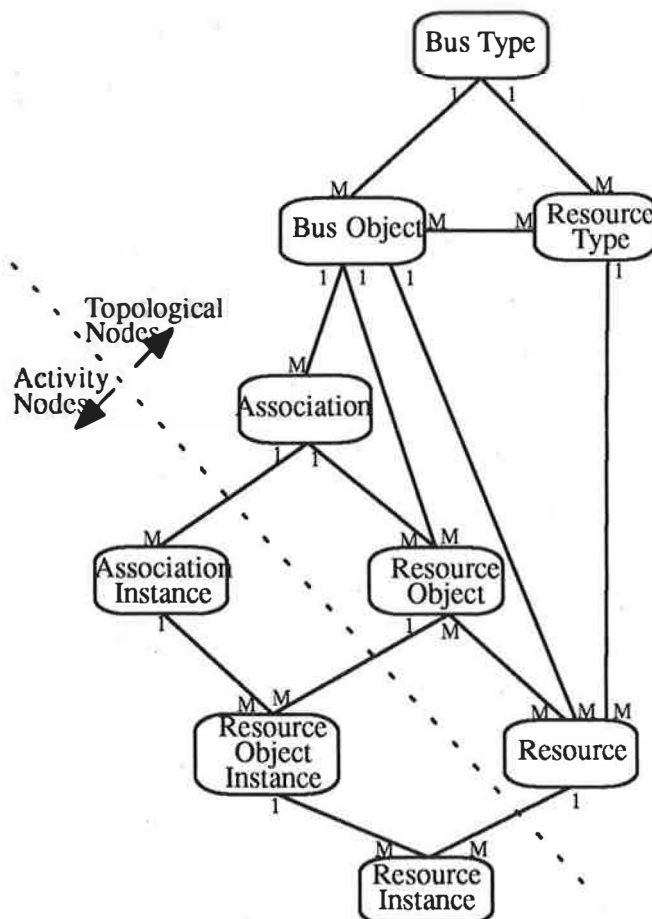 Bus Type
1 1
M M
Bus Object M M Resource
Type
1 1 1 1
Topological
Nodes
Activity
Nodes
M
Association
1 1
M M M
Association
Instance
Resource
Object
1 1 M
M M M M M
Resource
Object
Instance
Resource
1 1
M M
Resource
Instance